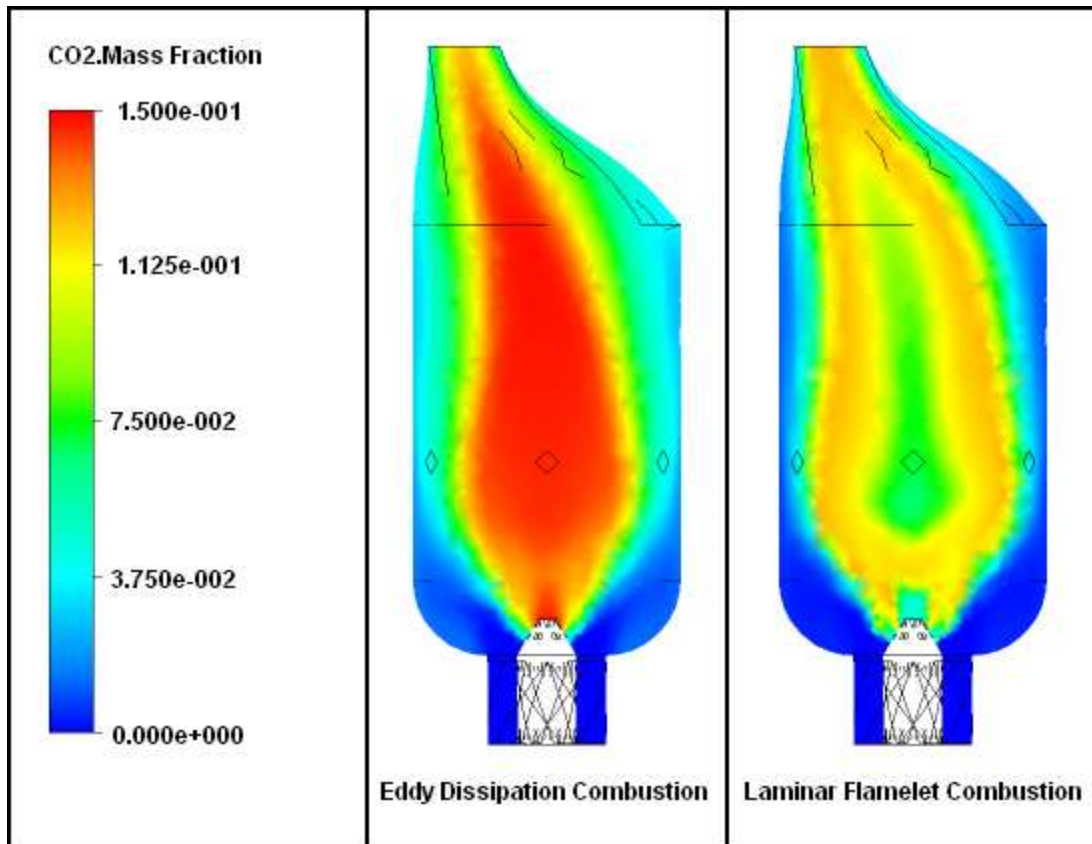 CO2.Mass Fraction
1.500e-001
1.125e-001
7.500e-002
3.750e-002
0.000e+000
Eddy Dissipation Combustion
Laminar Flamelet Combustion